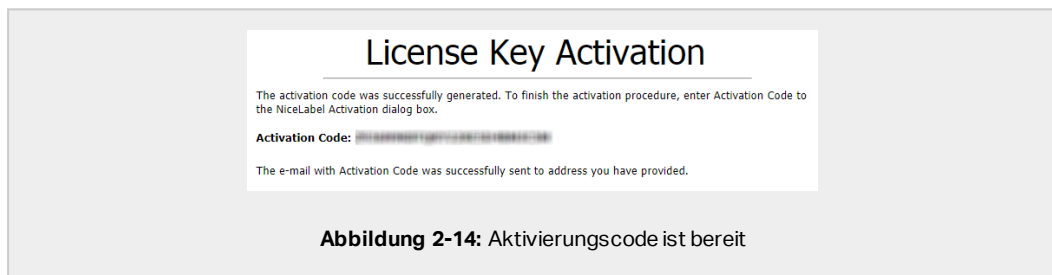 License Key Activation
The activation code was successfully generated. To finish the activation procedure, enter Activation Code to
the NiceLabel Activation dialog box.
Activation Code:
The e-mail with Activation Code was successfully sent to address you have provided.
Abbildung 2-14: Aktivierungscode ist bereit